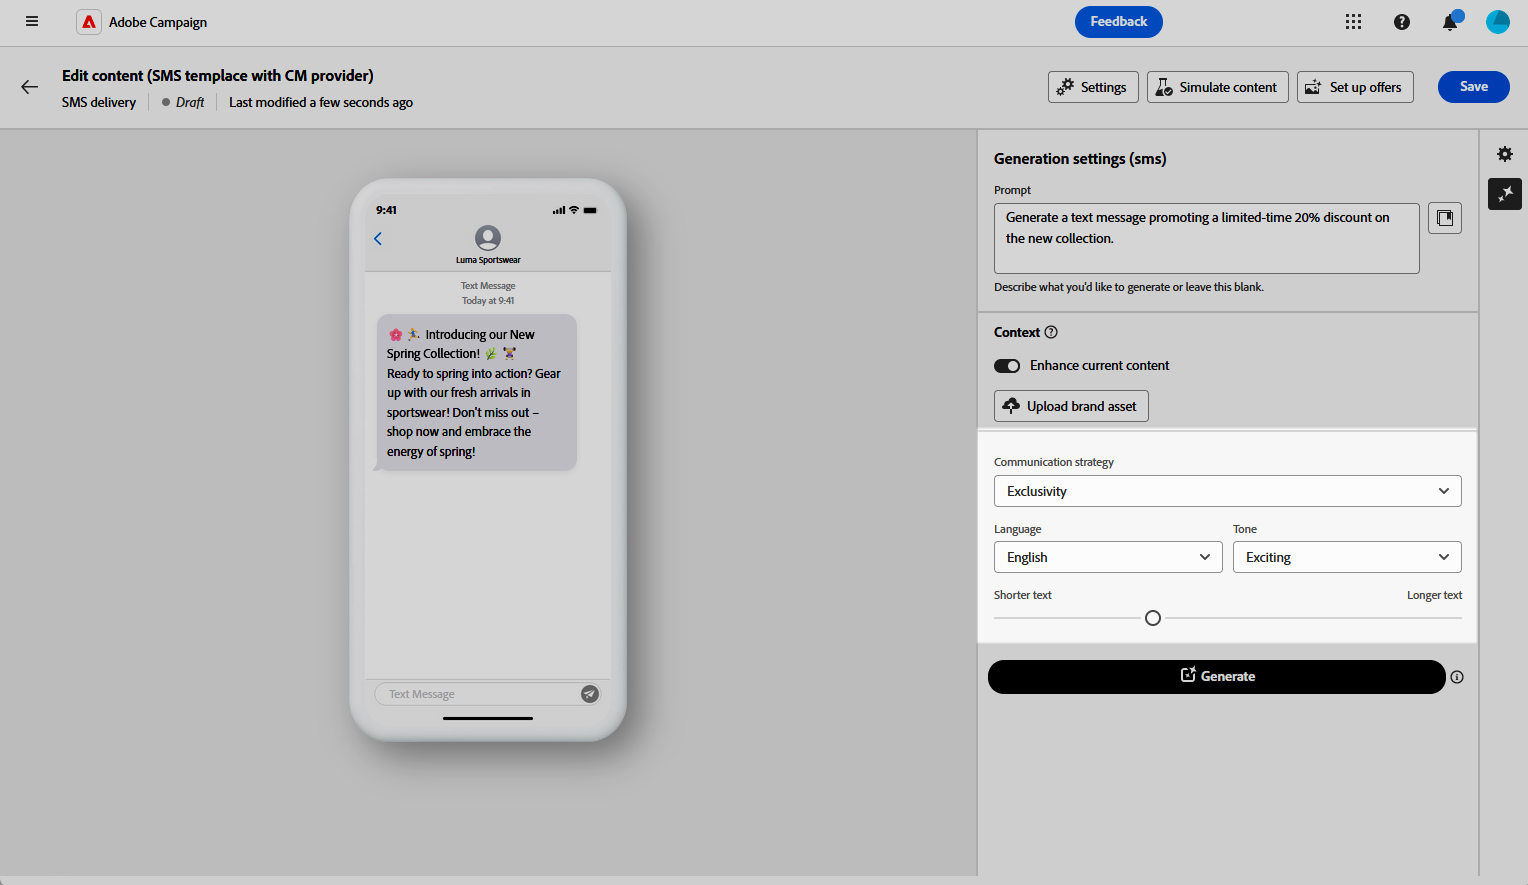 Adobe Campaign
Feedback
Edit content (SMS templace with CM provider)
SMS delivery
Draft
Last modified a few seconds ago
Settings
Simulate content
Set up offers
Save
9:41
Luma Sportswear
Text Message
Today at 9:41
🌸 🏃 Introducing our New
Spring Collection! 🌿 🏋️‍♀️
Ready to spring into action? Gear
up with our fresh arrivals in
sportswear! Don't miss out –
shop now and embrace the
energy of spring!
Text Message
Generation settings (sms)
Prompt
Generate a text message promoting a limited-time 20% discount on
the new collection.
Describe what you'd like to generate or leave this blank.
Context
Enhance current content
Upload brand asset
Communication strategy
Exclusivity
Language
Tone
English
Exciting
Shorter text
Longer text
Generate